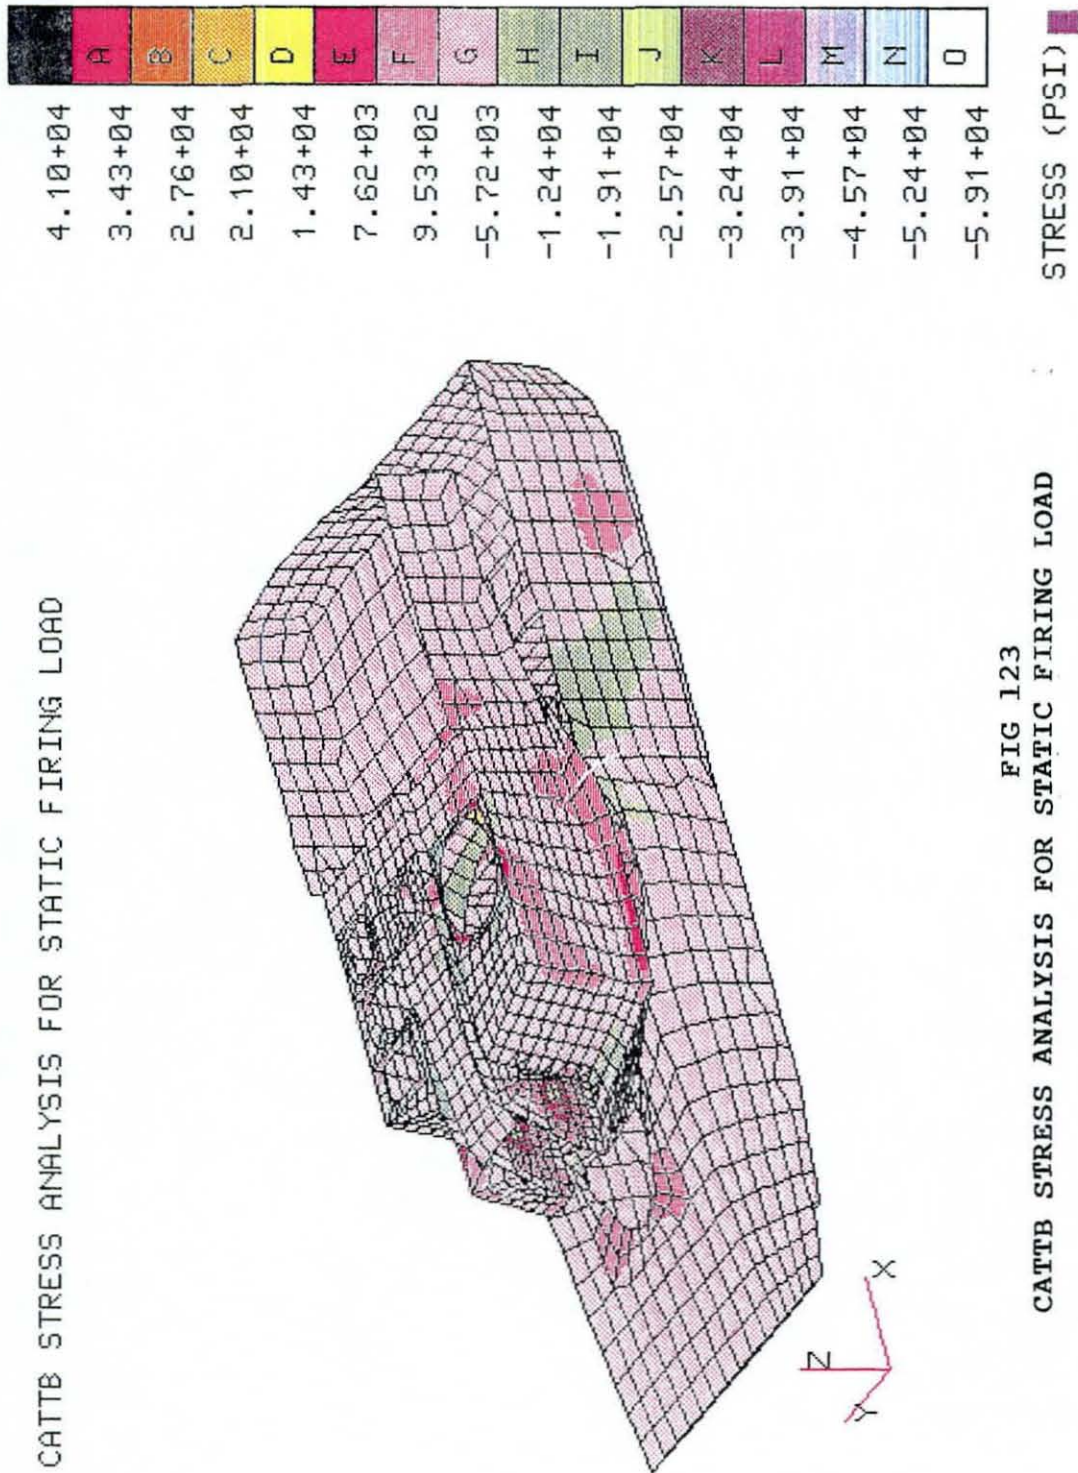 CATTB STRESS ANALYSIS FOR STATIC FIRING LOAD
4.10+04
A
3.43+04
B
2.76+04
C
2.10+04
D
1.43+04
E
7.62+03
F
9.53+02
G
-5.72+03
H
-1.24+04
I
-1.91+04
J
-2.57+04
K
-3.24+04
L
-3.91+04
M
-4.57+04
N
-5.24+04
O
-5.91+04
STRESS (PSI)
Z
Y
X
FIG 123
CATTB STRESS ANALYSIS FOR STATIC FIRING LOAD